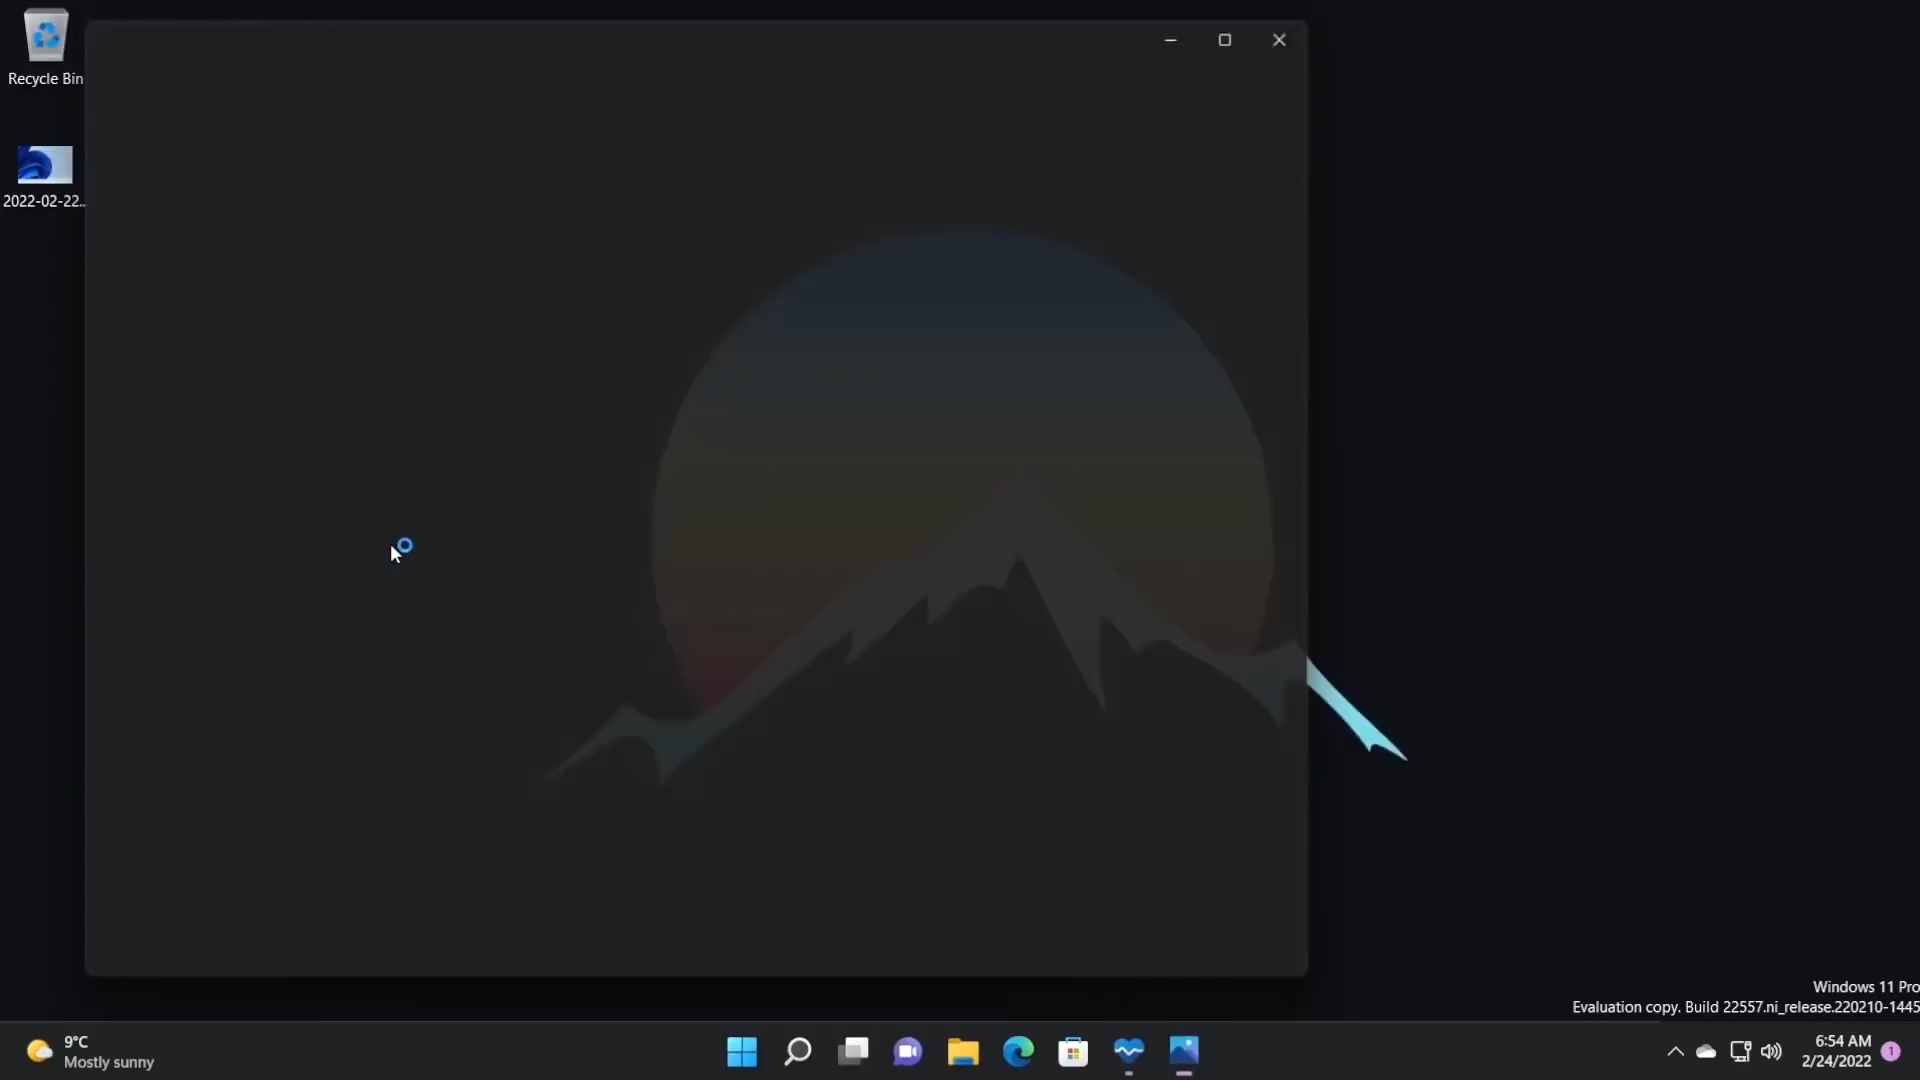 Recycle Bin
2022-02-22...
Windows 11 Pro
Evaluation copy. Build 22557.ni_release.220210-1445
9°C
Mostly sunny
6:54 AM
2/24/2022
1